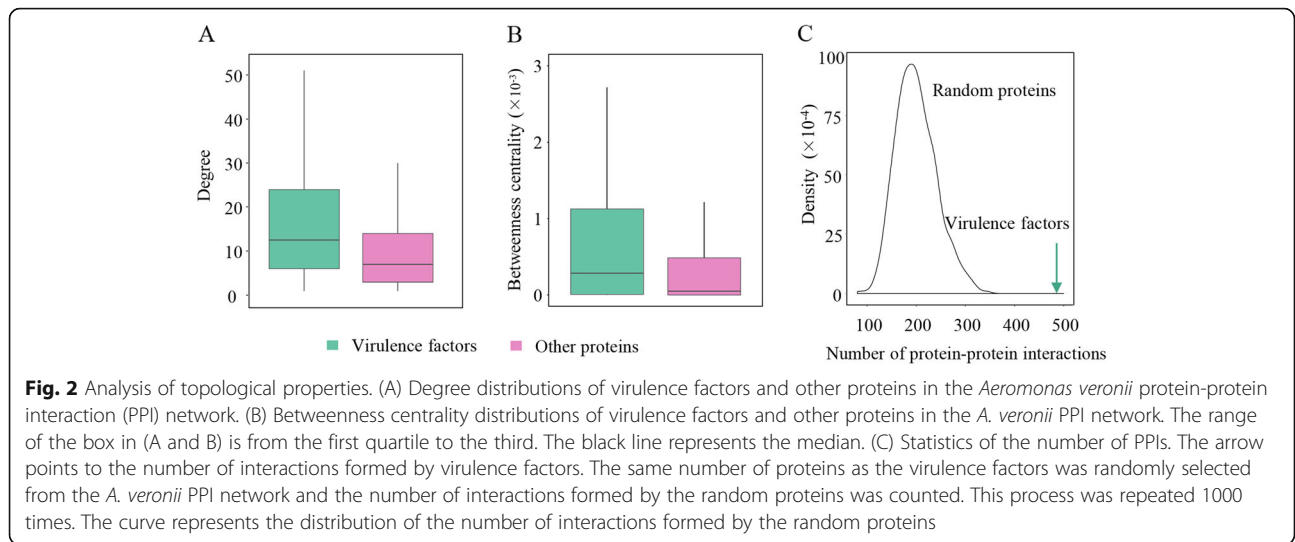 A
Degree
50
40
30
20
10
0
B
Betweenness centrality (×10⁻³)
3
2
1
0
C
Density (×10⁻⁴)
100
75
50
25
0
Random proteins
Virulence factors
100 200 300 400 500
Number of protein-protein interactions
Virulence factors Other proteins
Fig. 2 Analysis of topological properties. (A) Degree distributions of virulence factors and other proteins in the Aeromonas veronii protein-protein
interaction (PPI) network. (B) Betweenness centrality distributions of virulence factors and other proteins in the A. veronii PPI network. The range
of the box in (A and B) is from the first quartile to the third. The black line represents the median. (C) Statistics of the number of PPIs. The arrow
points to the number of interactions formed by virulence factors. The same number of proteins as the virulence factors was randomly selected
from the A. veronii PPI network and the number of interactions formed by the random proteins was counted. This process was repeated 1000
times. The curve represents the distribution of the number of interactions formed by the random proteins